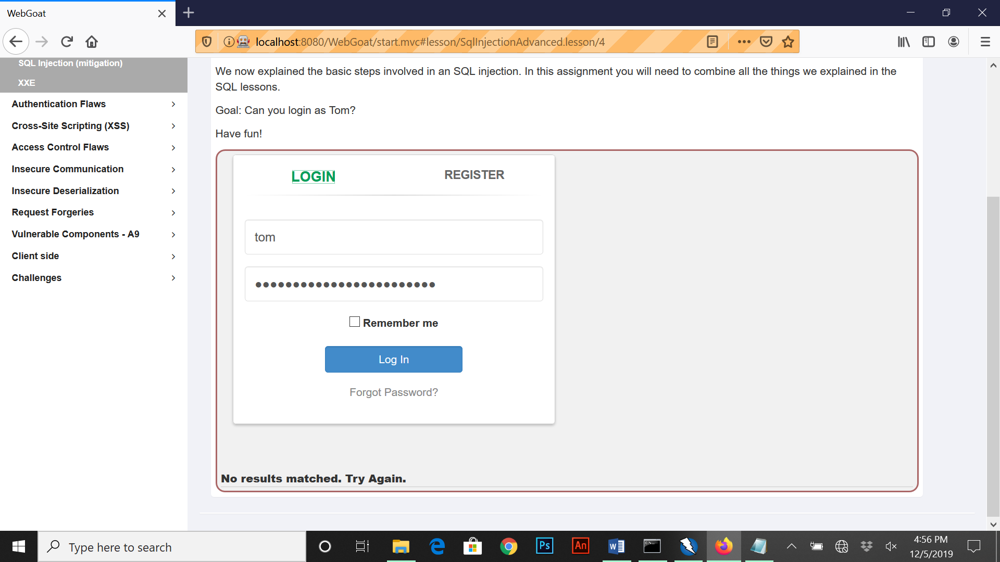 WebGoat
localhost:8080/WebGoat/start.mvc#lesson/SqlInjectionAdvanced.lesson/4
SQL Injection (mitigation)
XXE
Authentication Flaws
Cross-Site Scripting (XSS)
Access Control Flaws
Insecure Communication
Insecure Deserialization
Request Forgeries
Vulnerable Components - A9
Client side
Challenges
We now explained the basic steps involved in an SQL injection. In this assignment you will need to combine all the things we explained in the
SQL lessons.
Goal: Can you login as Tom?
Have fun!
LOGIN
REGISTER
tom
Remember me
Log In
Forgot Password?
No results matched. Try Again.
Type here to search
Ps
An
4:56 PM
12/5/2019